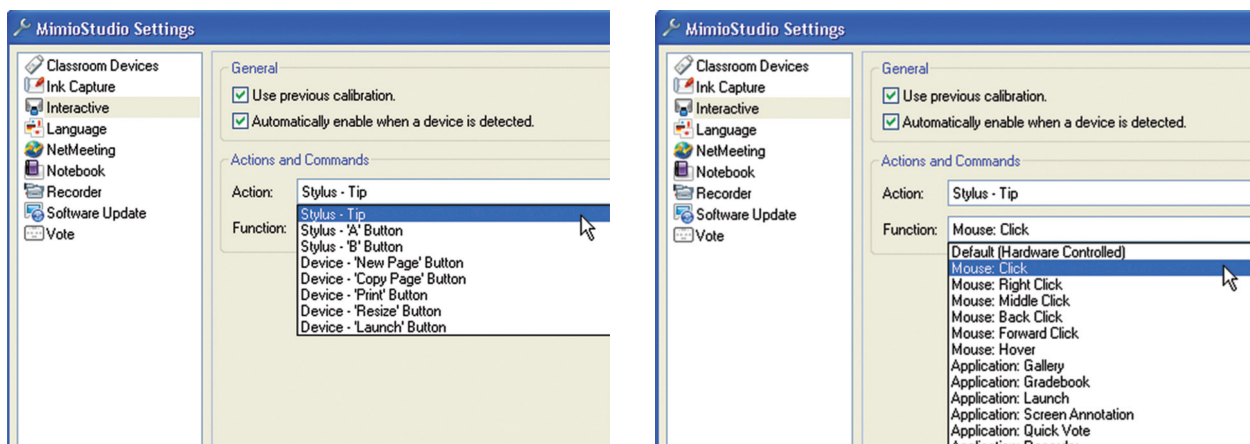 MimioStudio Settings
Classroom Devices
Ink Capture
Interactive
Language
NetMeeting
Notebook
Recorder
Software Update
Vote
General
Use previous calibration.
Automatically enable when a device is detected.
Actions and Commands
Action: Stylus - Tip
Function:
Stylus - Tip
Stylus - 'A' Button
Stylus - 'B' Button
Device - 'New Page' Button
Device - 'Copy Page' Button
Device - 'Print' Button
Device - 'Resize' Button
Device - 'Launch' Button
MimioStudio Settings
Classroom Devices
Ink Capture
Interactive
Language
NetMeeting
Notebook
Recorder
Software Update
Vote
General
Use previous calibration.
Automatically enable when a device is detected.
Actions and Commands
Action: Stylus - Tip
Function: Mouse: Click
Default (Hardware Controlled)
Mouse: Click
Mouse: Right Click
Mouse: Middle Click
Mouse: Back Click
Mouse: Forward Click
Mouse: Hover
Application: Gallery
Application: Gradebook
Application: Launch
Application: Screen Annotation
Application: Quick Vote